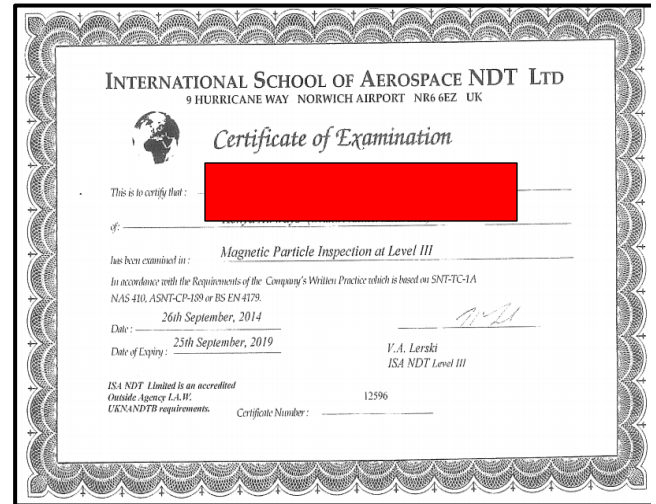 INTERNATIONAL SCHOOL OF AEROSPACE NDT LTD
9 HURRICANE WAY NORWICH AIRPORT NR6 6EZ UK
Certificate of Examination
This is to certify that :
of:
has been examined in : Magnetic Particle Inspection at Level III
In accordance with the Requirements of the Company's Written Practice which is based on SNT-TC-1A
NAS 410, ASNT-CP-189 or BS EN 4179.
Date : 26th September, 2014
Date of Expiry : 25th September, 2019
V.A. Lerski
ISA NDT Level III
ISA NDT Limited is an accredited
Outside Agency I.A.W.
UKNANDTB requirements.
Certificate Number : 12596